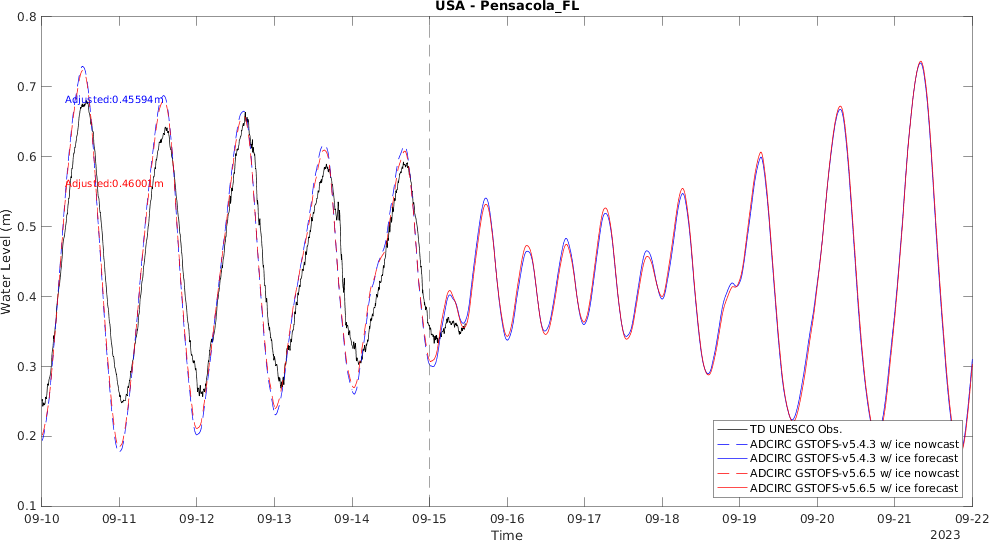 USA - Pensacola_FL
0.8
0.7
0.6
0.5
0.4
0.3
0.2
0.1
Water Level (m)
Adjusted:0.45594m
Adjusted:0.46001m
TD UNESCO Obs.
ADCIRC GSTOFS-v5.4.3 w/ ice nowcast
ADCIRC GSTOFS-v5.4.3 w/ ice forecast
ADCIRC GSTOFS-v5.6.5 w/ ice nowcast
ADCIRC GSTOFS-v5.6.5 w/ ice forecast
09-10 09-11 09-12 09-13 09-14 09-15 09-16 09-17 09-18 09-19 09-20 09-21 09-22
Time
2023